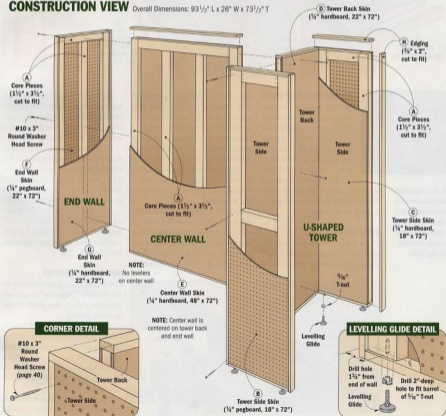 CONSTRUCTION VIEW Overall Dimensions: 93½" L x 26" W x 73½" T
D Tower Back Skin
(¼" hardboard, 22" x 72")
H Edging
(¾" x 2",
cut to fit)
A
Core Pieces
(1½" x 3½",
cut to fit)
#10 x 3"
Round Washer
Head Screw
F
End Wall
Skin
(¼" pegboard,
22" x 72")
END WALL
G
End Wall
Skin
(¼" hardboard,
22" x 72")
A
Core Pieces (1½" x 3½",
cut to fit)
CENTER WALL
NOTE:
No levelers
on center wall
E
Center Wall Skin
(¼" hardboard, 48" x 72")
NOTE: Center wall is
centered on tower back
and end wall
Tower
Side
Tower
Back
Tower
Side
A
Core Pieces
(1½" x 3½",
cut to fit)
C
Tower Side Skin
(¼" hardboard,
18" x 72")
U-SHAPED
TOWER
5/16"
T-nut
Levelling
Glide
B
Tower Side Skin
(¼" pegboard, 18" x 72")
CORNER DETAIL
#10 x 3"
Round
Washer
Head Screw
(page 40)
Tower Back
Tower Side
LEVELLING GLIDE DETAIL
Drill hole
1¼" from
end of wall
Levelling
Glide
Drill 2"-deep
hole to fit barrel
of 5/16" T-nut